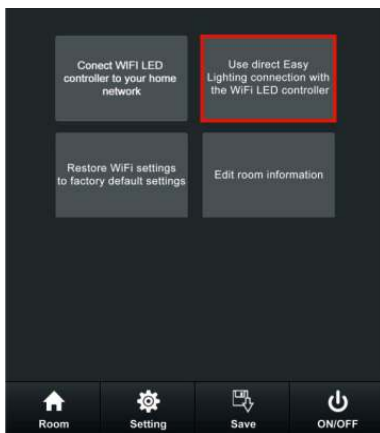 Conect WIFI LED
controller to your home
network
Use direct Easy
Lighting connection with
the WiFi LED controller
Restore WiFi settings
to factory default settings
Edit room information
Room
Setting
Save
ON/OFF